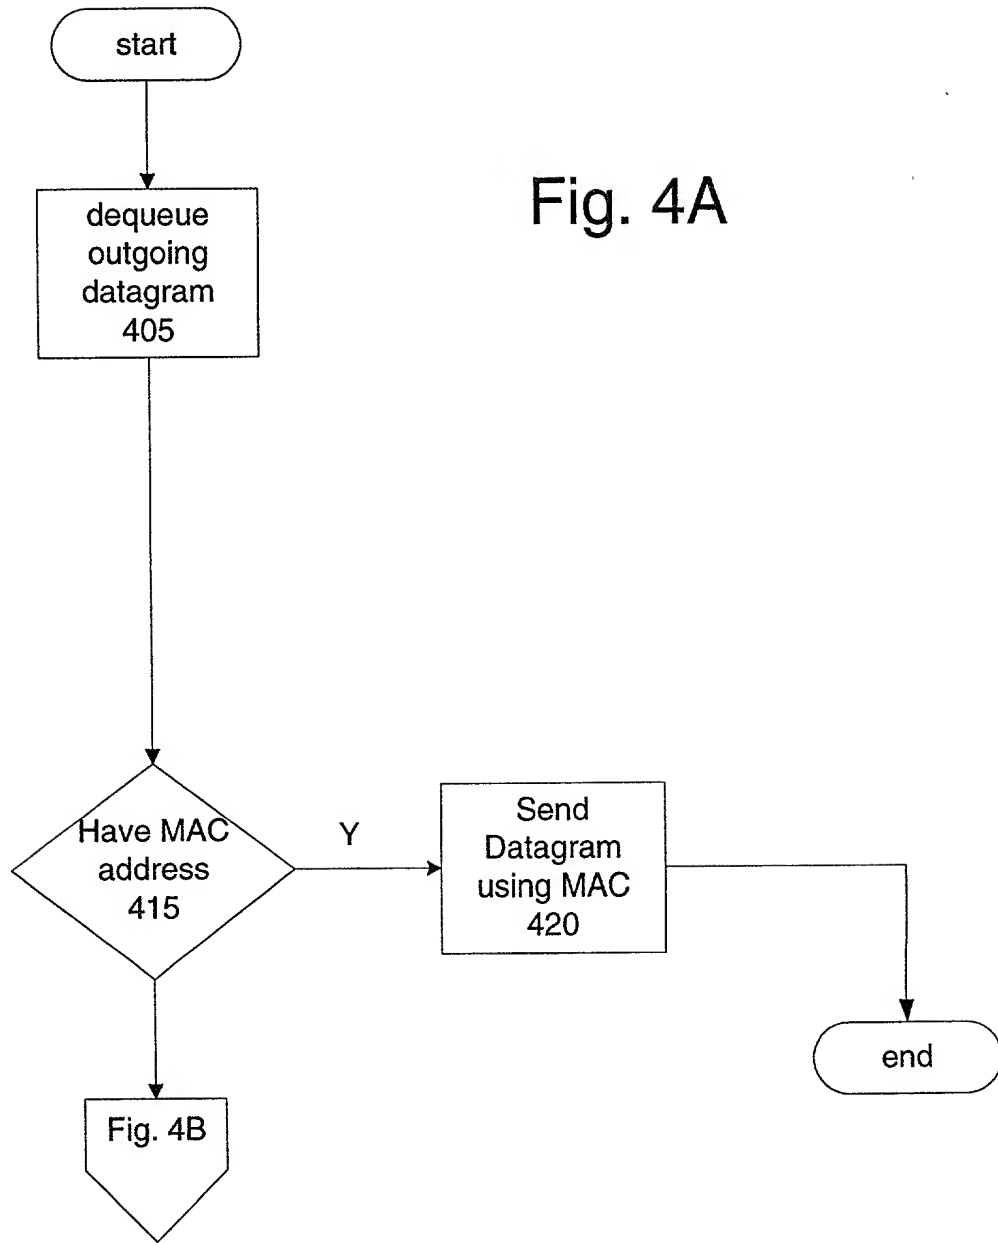 start
Fig. 4A
dequeue
outgoing
datagram
405
Have MAC
address
415
Y
Send
Datagram
using MAC
420
end
Fig. 4B